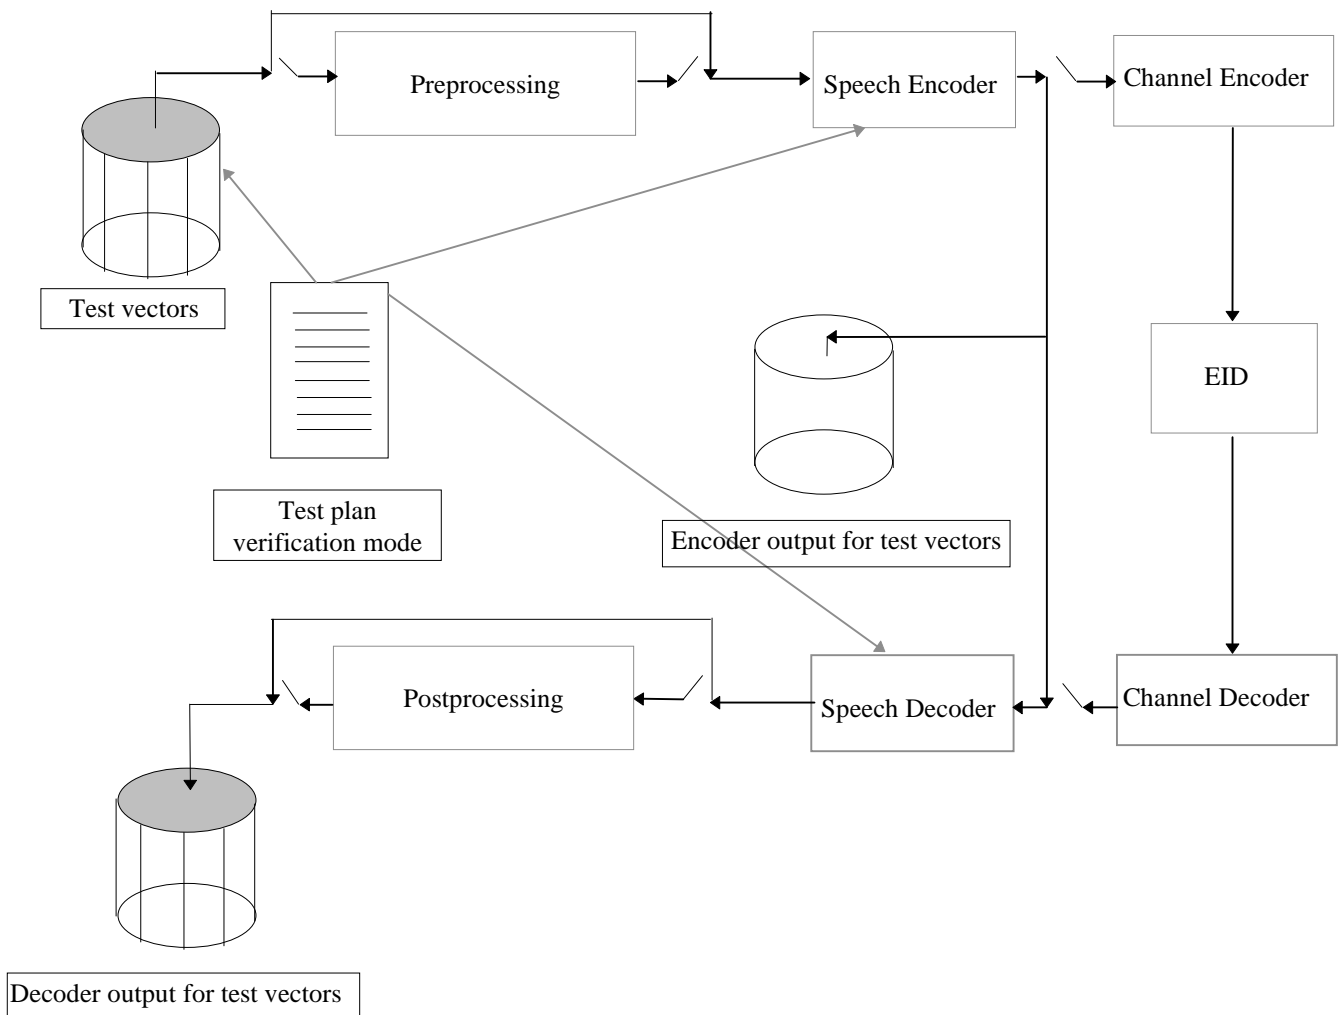 Preprocessing
Speech Encoder
Channel Encoder
Test vectors
EID
Test plan
verification mode
Encoder output for test vectors
Postprocessing
Speech Decoder
Channel Decoder
Decoder output for test vectors